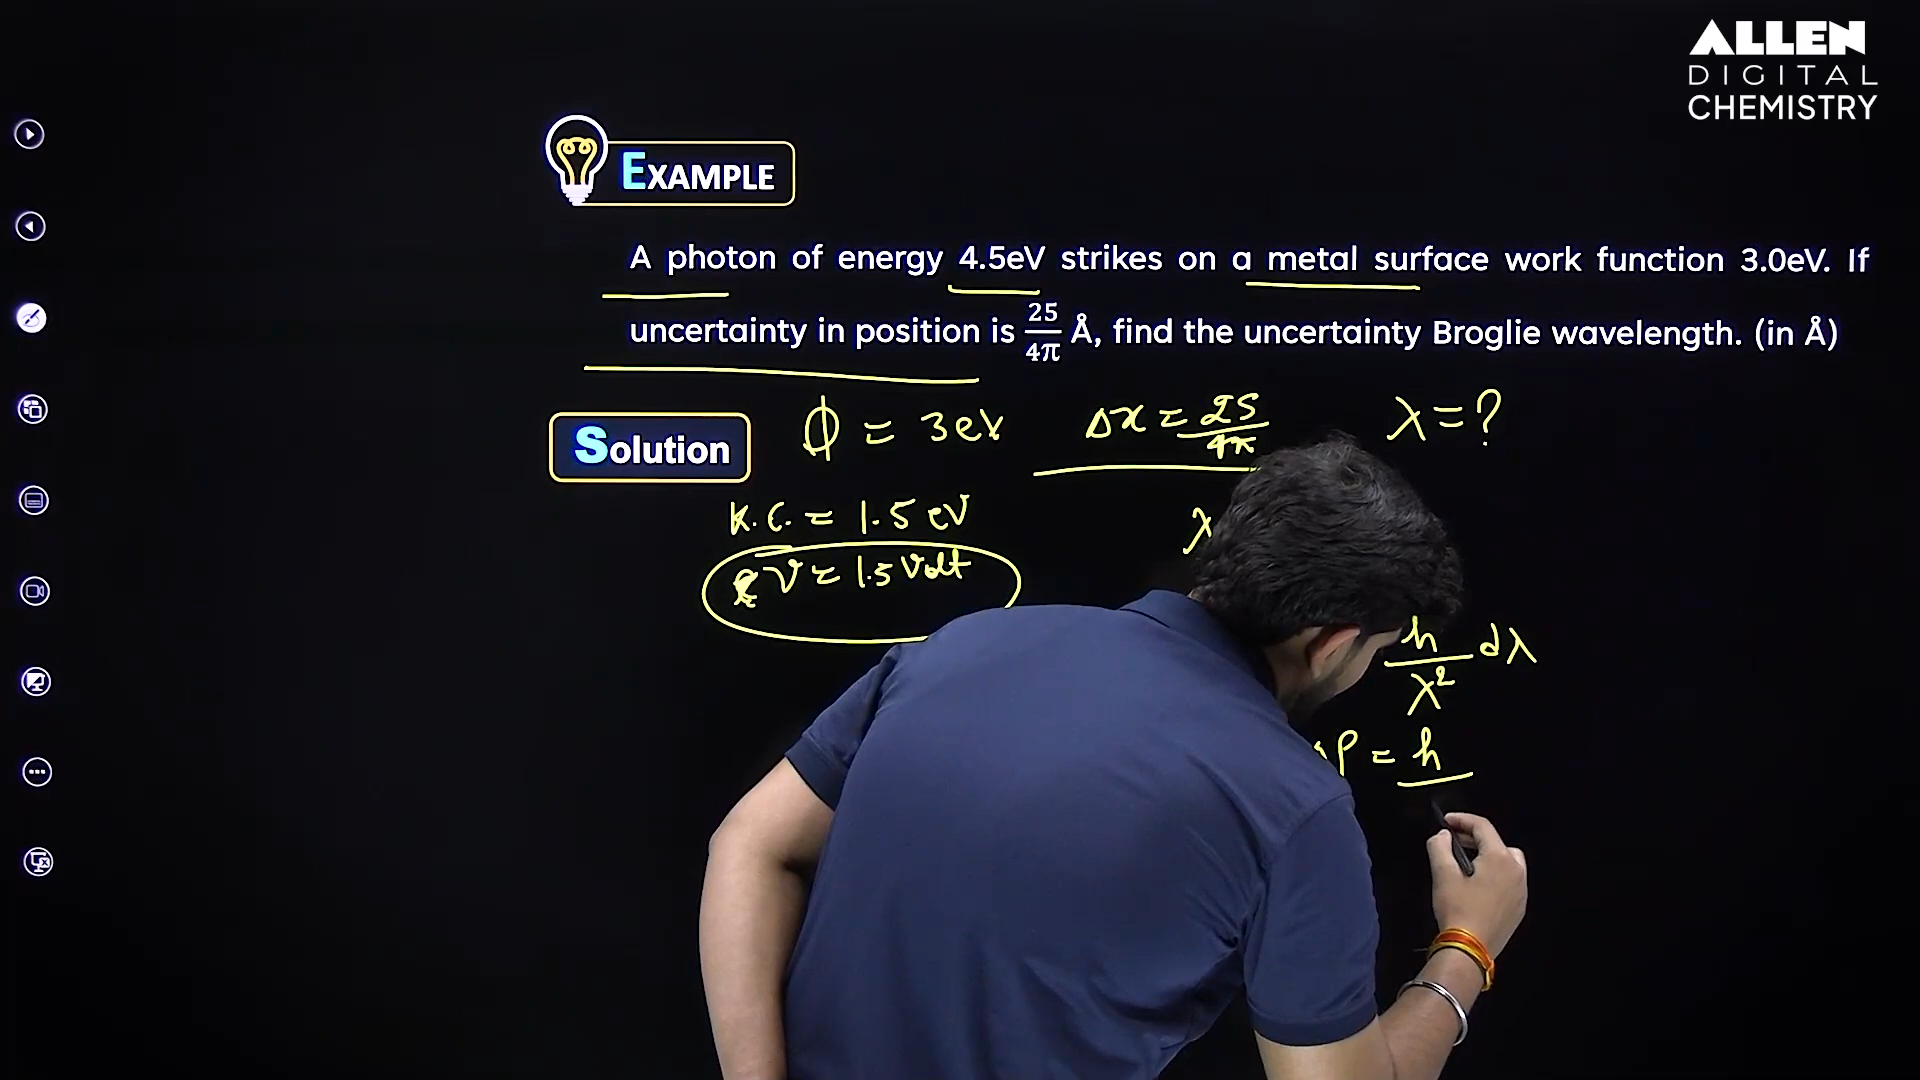 ALLEN
DIGITAL
CHEMISTRY
EXAMPLE
A photon of energy 4.5eV strikes on a metal surface work function 3.0eV. If
uncertainty in position is 25/4π Å, find the uncertainty Broglie wavelength. (in Å)
Solution
ϕ = 3eV Δx = 25/4π λ = ?
K.E. = 1.5 eV
V = 1.5 Volt
λ
h/λ² dλ
P = h